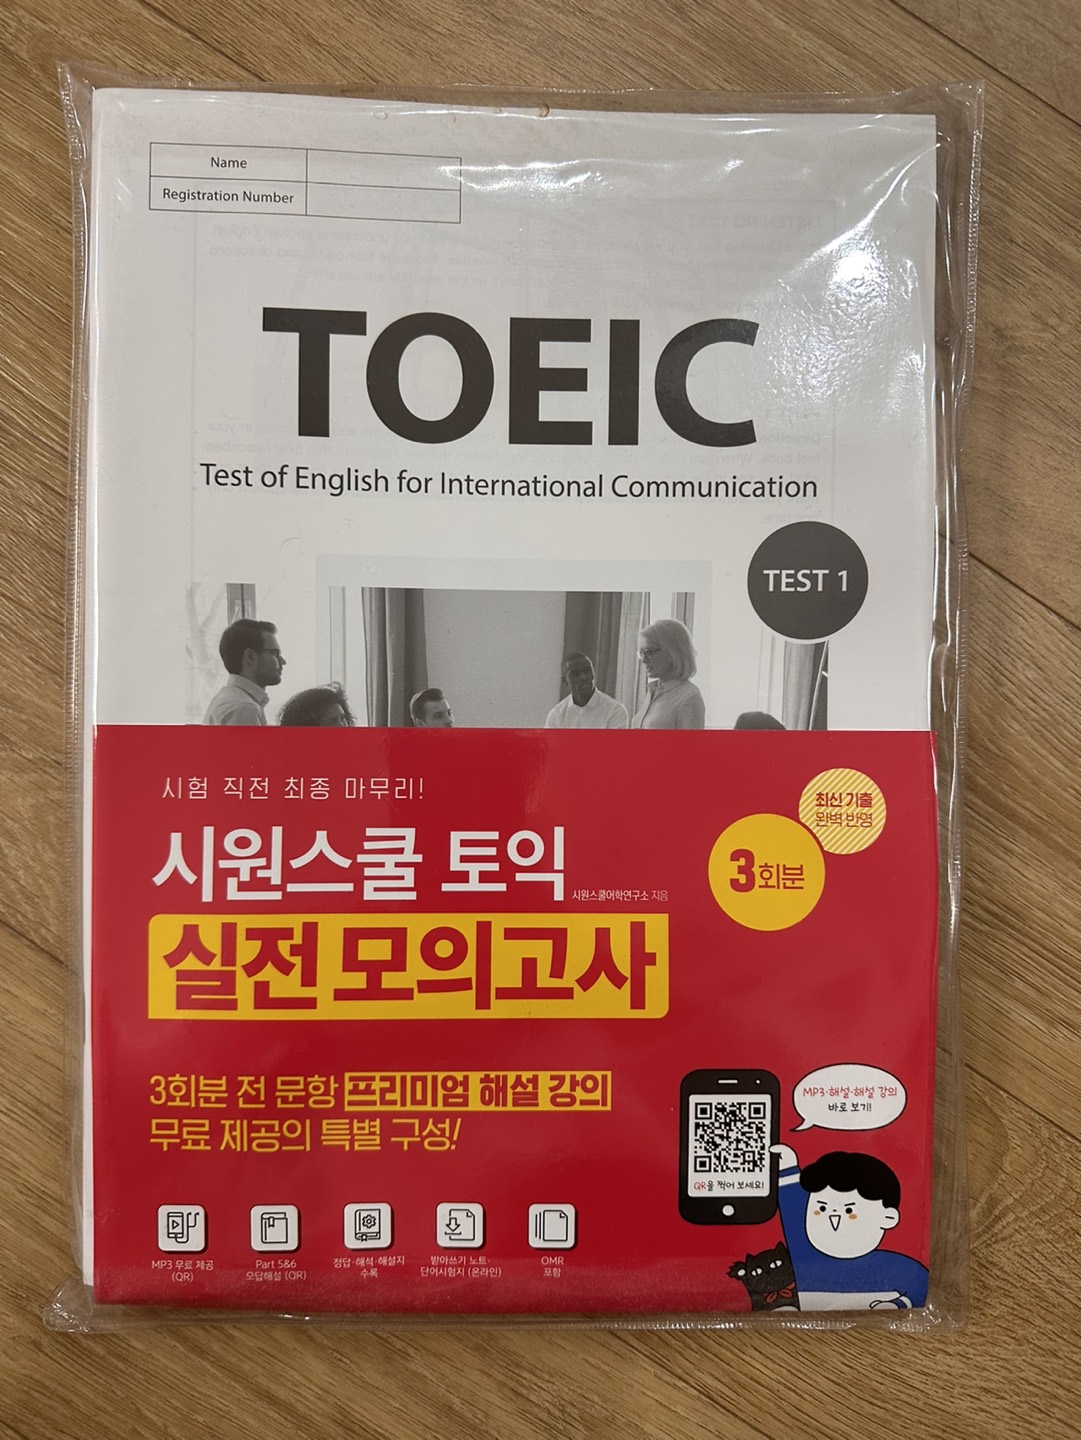 Name
Registration Number
TOEIC
Test of English for International Communication
TEST 1
시험 직전 최종 마무리!
최신 기출
완벽 반영
시원스쿨 토익
시원스쿨어학연구소 지음
3회분
실전 모의고사
3회분 전 문항 프리미엄 해설 강의
무료 제공의 특별 구성!
MP3·해설·해설 강의
바로 보기!
QR을 찍어 보세요!
MP3 무료 제공
(QR)
Part 5&6
오답해설 (QR)
정답·해석·해설지
수록
받아쓰기 노트·
단어시험지 (온라인)
OMR
포함